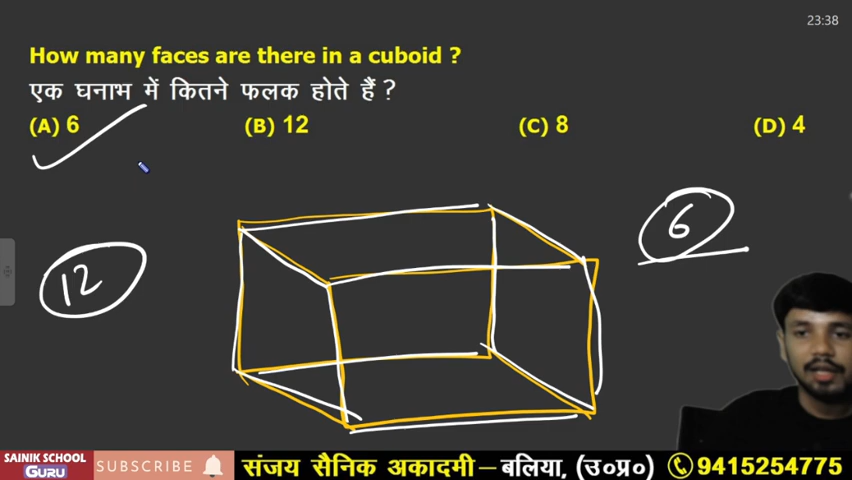 23:38
How many faces are there in a cuboid ?
एक घनाभ में कितने फलक होते हैं ?
(A) 6 (B) 12 (C) 8 (D) 4
6
12
SAINIK SCHOOL
GURU
SUBSCRIBE
संजय सैनिक अकादमी – बलिया, (उ०प्र०) 9415254775